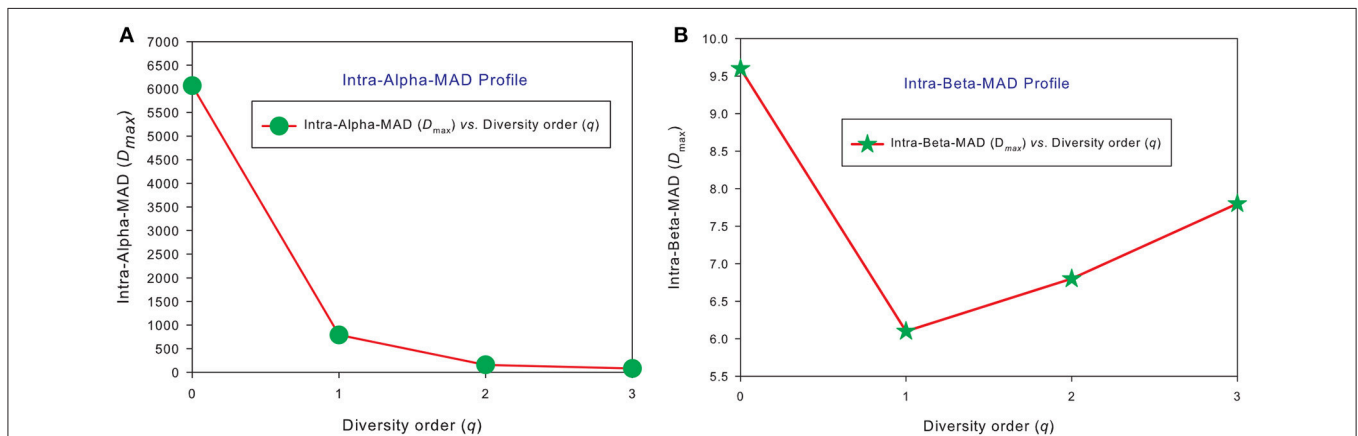 A
Intra-Alpha-MAD Profile
Intra-Alpha-MAD (Dmax) vs. Diversity order (q)
Intra-Alpha-MAD (Dmax)
7000
6500
6000
5500
5000
4500
4000
3500
3000
2500
2000
1500
1000
500
0
0 1 2 3
Diversity order (q)
B
Intra-Beta-MAD Profile
Intra-Beta-MAD (Dmax) vs. Diversity order (q)
Intra-Beta-MAD (Dmax)
10.0
9.5
9.0
8.5
8.0
7.5
7.0
6.5
6.0
5.5
0 1 2 3
Diversity order (q)